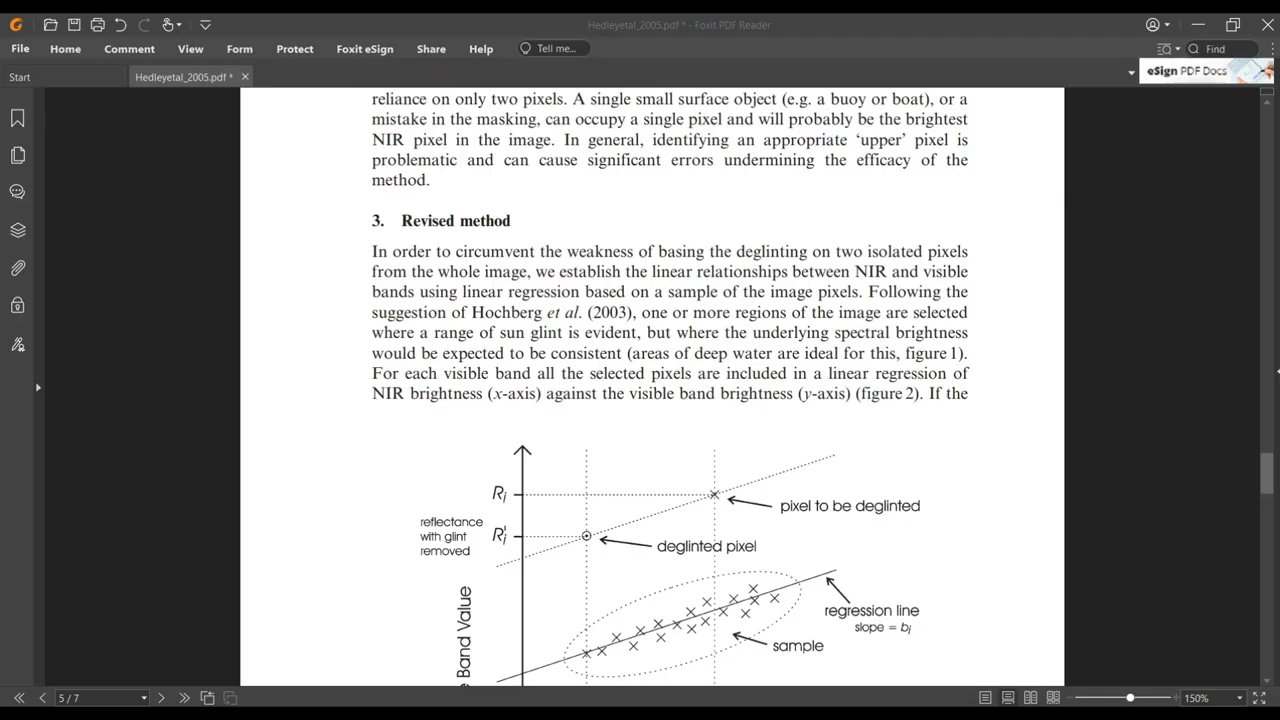 Hedleyetal_2005.pdf * - Foxit PDF Reader
File Home Comment View Form Protect Foxit eSign Share Help Tell me... Find
Start Hedleyetal_2005.pdf * eSign PDF Docs
reliance on only two pixels. A single small surface object (e.g. a buoy or boat), or a
mistake in the masking, can occupy a single pixel and will probably be the brightest
NIR pixel in the image. In general, identifying an appropriate ‘upper’ pixel is
problematic and can cause significant errors undermining the efficacy of the
method.
3. Revised method
In order to circumvent the weakness of basing the deglinting on two isolated pixels
from the whole image, we establish the linear relationships between NIR and visible
bands using linear regression based on a sample of the image pixels. Following the
suggestion of Hochberg et al. (2003), one or more regions of the image are selected
where a range of sun glint is evident, but where the underlying spectral brightness
would be expected to be consistent (areas of deep water are ideal for this, figure 1).
For each visible band all the selected pixels are included in a linear regression of
NIR brightness (x-axis) against the visible band brightness (y-axis) (figure 2). If the
Ri
pixel to be deglinted
reflectance
with glint
removed
R'i
deglinted pixel
regression line
slope = bi
sample
e Band Value
5 / 7 150%